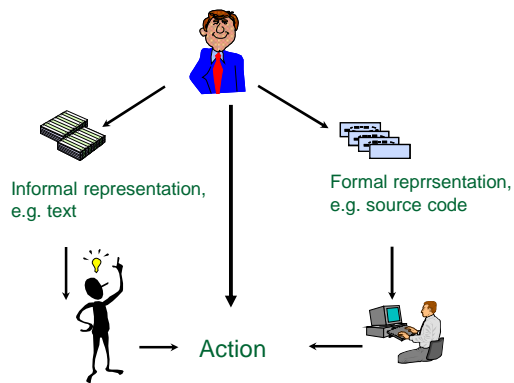 Informal representation,
e.g. text
Formal reprrsentation,
e.g. source code
Action